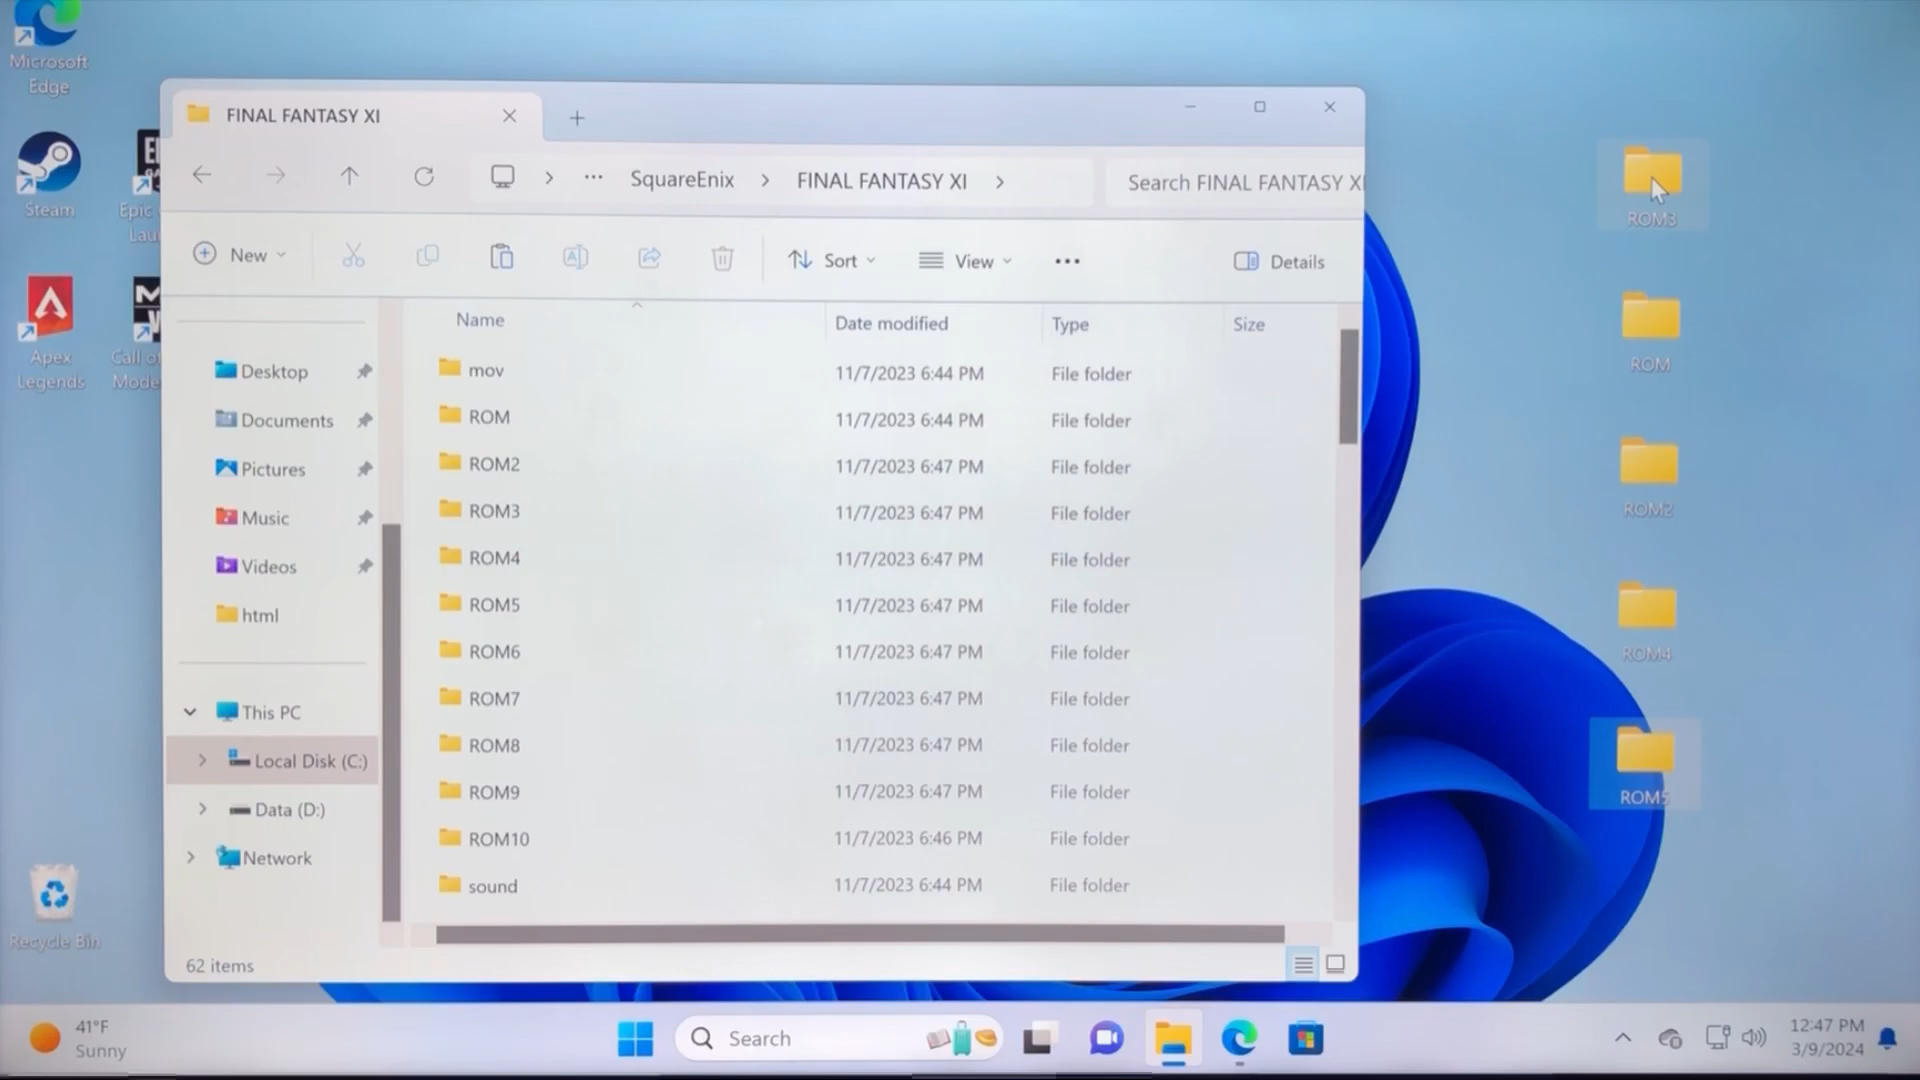 Microsoft
Edge
Steam
Epic
Lau
Apex
Legends
Call of
Mode
Recycle Bin
FINAL FANTASY XI
SquareEnix
FINAL FANTASY XI
Search FINAL FANTASY XI
New
Sort
View
Details
Name
Date modified
Type
Size
Desktop
Documents
Pictures
Music
Videos
html
This PC
Local Disk (C:)
Data (D:)
Network
mov 11/7/2023 6:44 PM File folder
ROM 11/7/2023 6:44 PM File folder
ROM2 11/7/2023 6:47 PM File folder
ROM3 11/7/2023 6:47 PM File folder
ROM4 11/7/2023 6:47 PM File folder
ROM5 11/7/2023 6:47 PM File folder
ROM6 11/7/2023 6:47 PM File folder
ROM7 11/7/2023 6:47 PM File folder
ROM8 11/7/2023 6:47 PM File folder
ROM9 11/7/2023 6:47 PM File folder
ROM10 11/7/2023 6:46 PM File folder
sound 11/7/2023 6:44 PM File folder
62 items
ROM3
ROM
ROM2
ROM4
ROM5
41°F
Sunny
Search
12:47 PM
3/9/2024